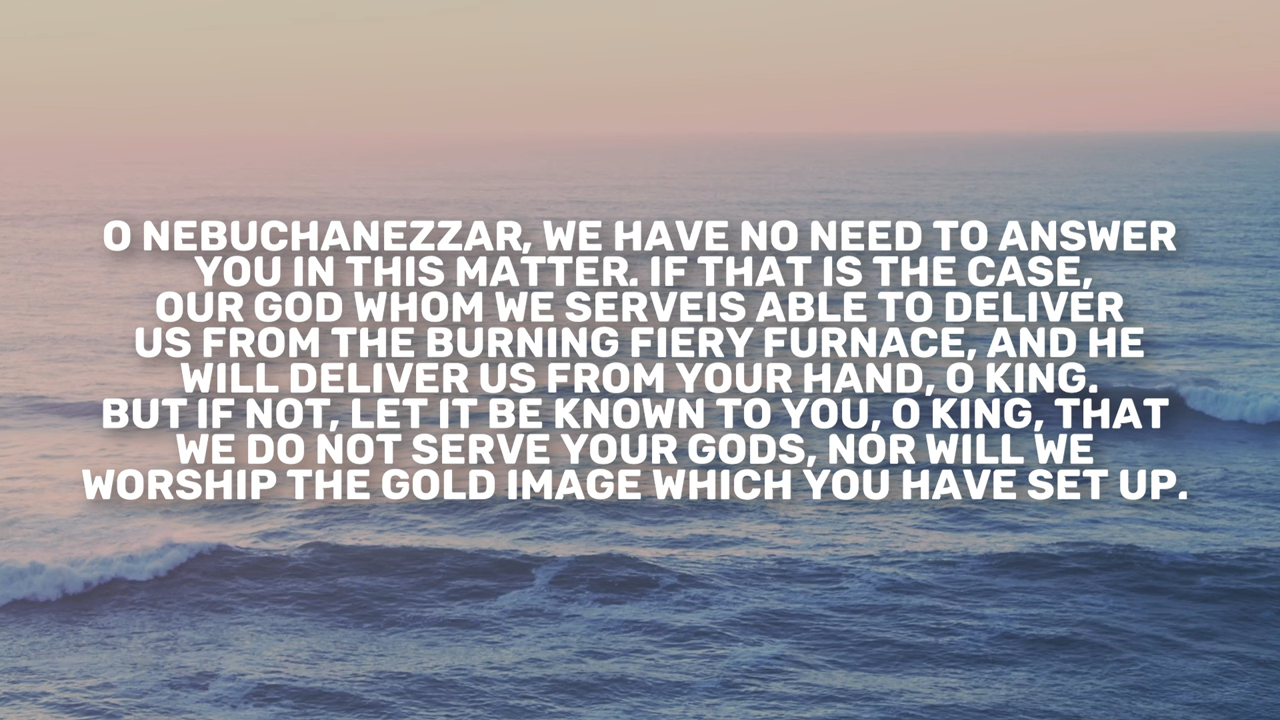 O NEBUCHANEZZAR, WE HAVE NO NEED TO ANSWER
YOU IN THIS MATTER. IF THAT IS THE CASE,
OUR GOD WHOM WE SERVEIS ABLE TO DELIVER
US FROM THE BURNING FIERY FURNACE, AND HE
WILL DELIVER US FROM YOUR HAND, O KING.
BUT IF NOT, LET IT BE KNOWN TO YOU, O KING, THAT
WE DO NOT SERVE YOUR GODS, NOR WILL WE
WORSHIP THE GOLD IMAGE WHICH YOU HAVE SET UP.